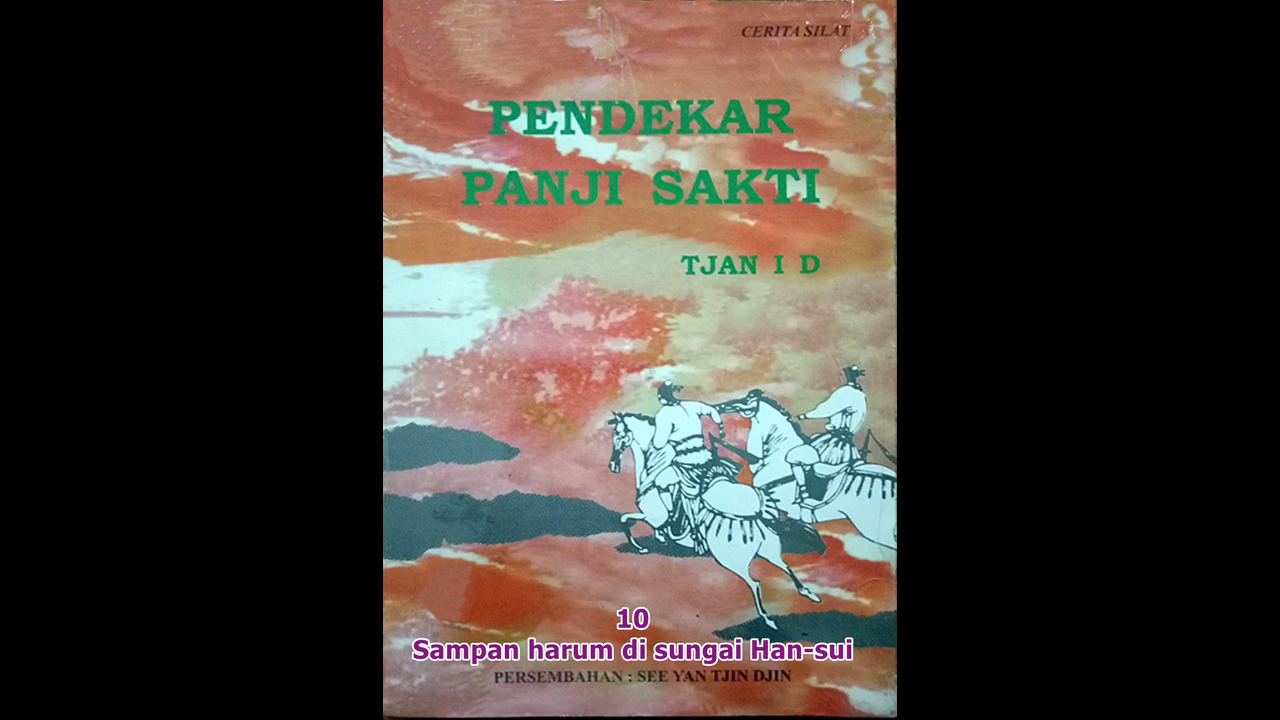 CERITA SILAT
PENDEKAR
PANJI SAKTI
TJAN I D
10
Sampan harum di sungai Han-sui
PERSEMBAHAN : SEE YAN TJIN DJIN